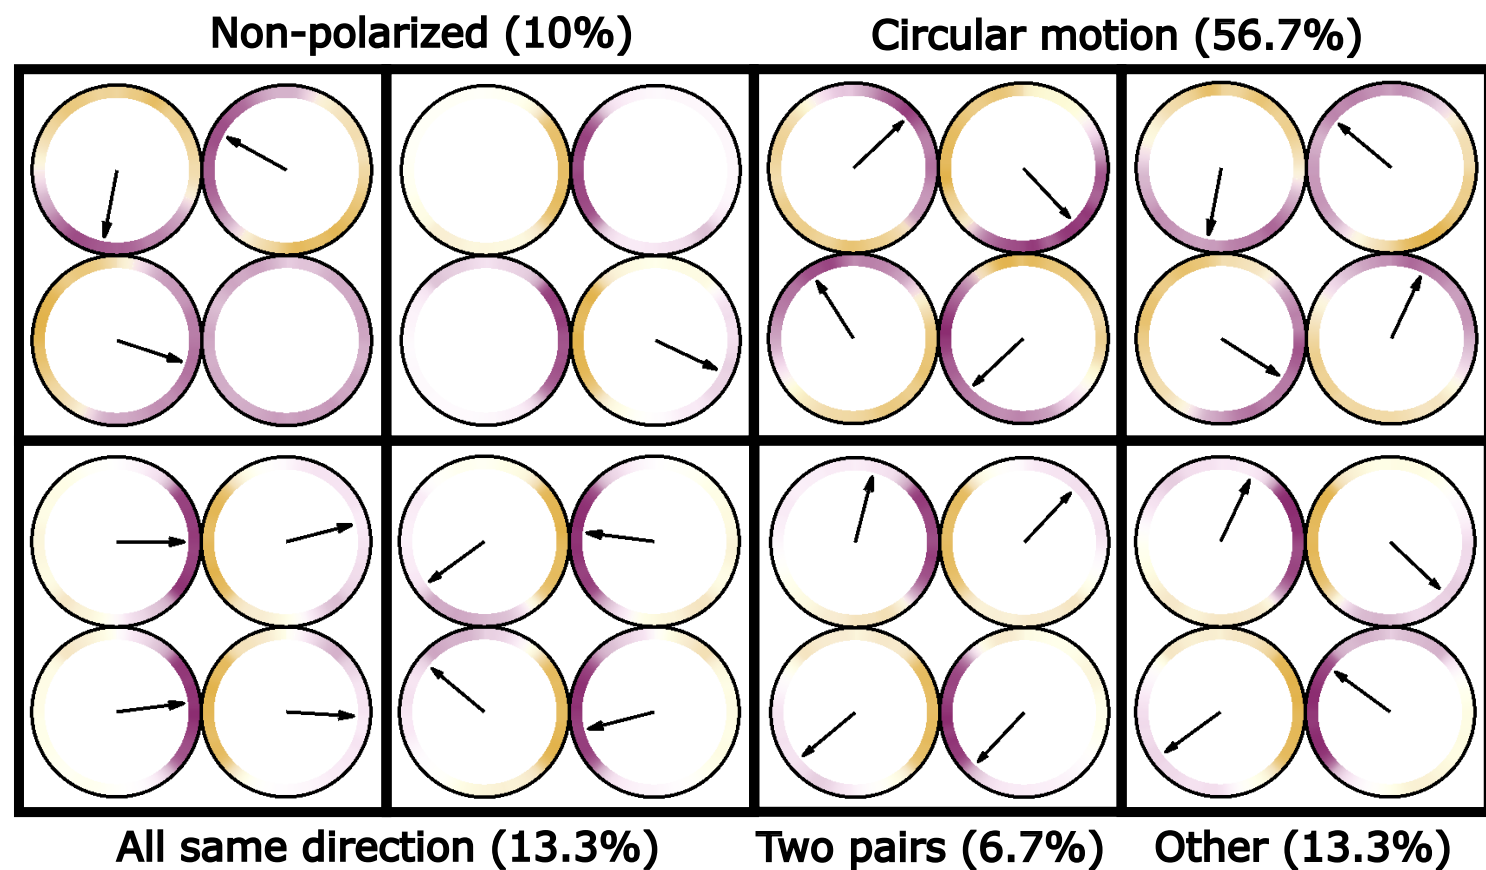 Non-polarized (10%)
Circular motion (56.7%)
All same direction (13.3%)
Two pairs (6.7%)
Other (13.3%)